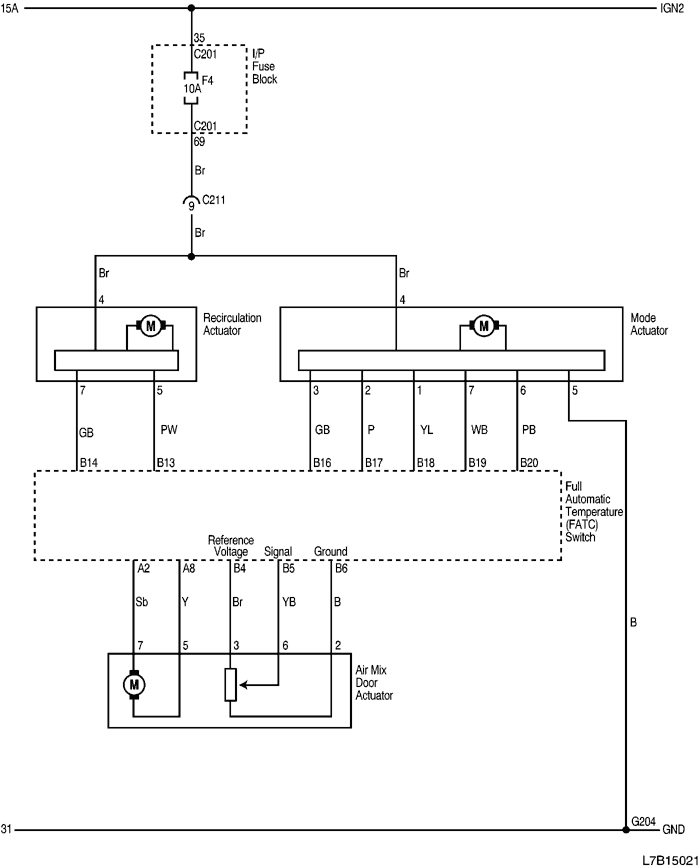 15A
IGN2
35
C201
I/P
Fuse
Block
F4
10A
C201
69
Br
C211
9
Br
Br
Br
4
4
Recirculation
Actuator
M
M
Mode
Actuator
7
5
3
2
1
7
6
5
GB
PW
GB
P
YL
WB
PB
B14
B13
B16
B17
B18
B19
B20
Full
Automatic
Temperature
(FATC)
Switch
Reference
Voltage
Signal
Ground
A2
A8
B4
B5
B6
Sb
Y
Br
YB
B
B
7
5
3
6
2
M
Air Mix
Door
Actuator
31
G204
GND
L7B15021